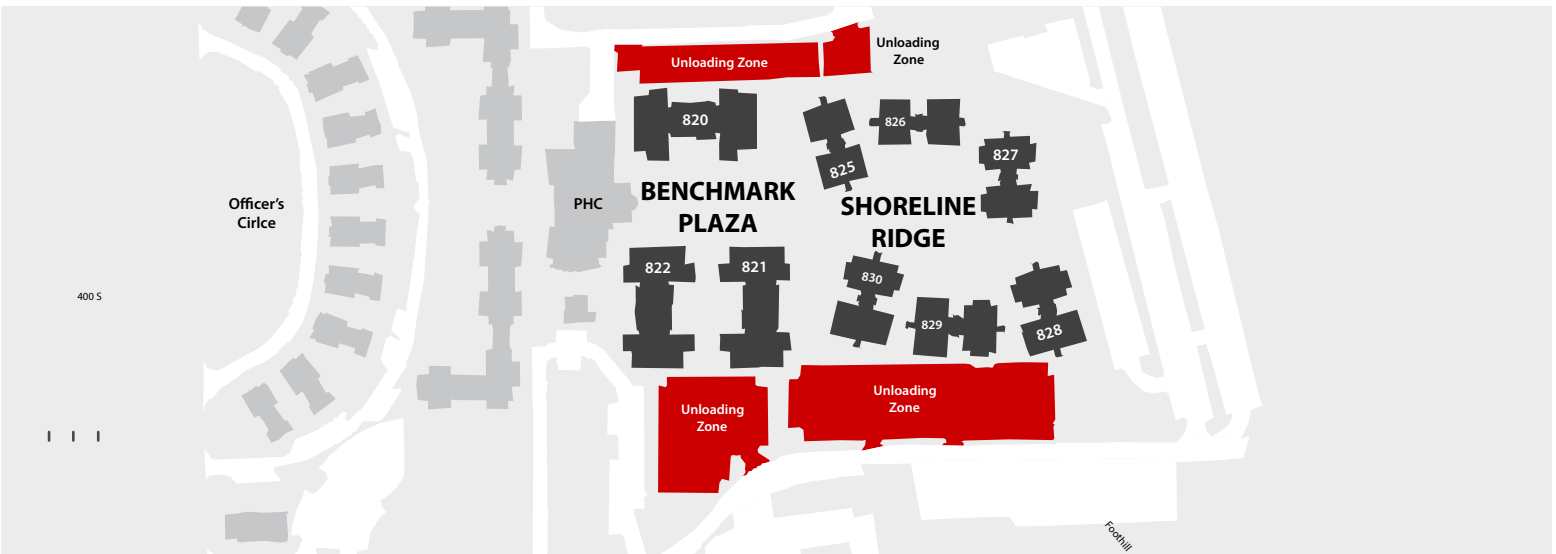 Unloading
Zone
Unloading Zone
820
826
825
827
BENCHMARK
PLAZA
Officer's
Cirlce
PHC
SHORELINE
RIDGE
822
821
830
400 S
829
828
Unloading
Zone
Unloading
Zone
Foothill